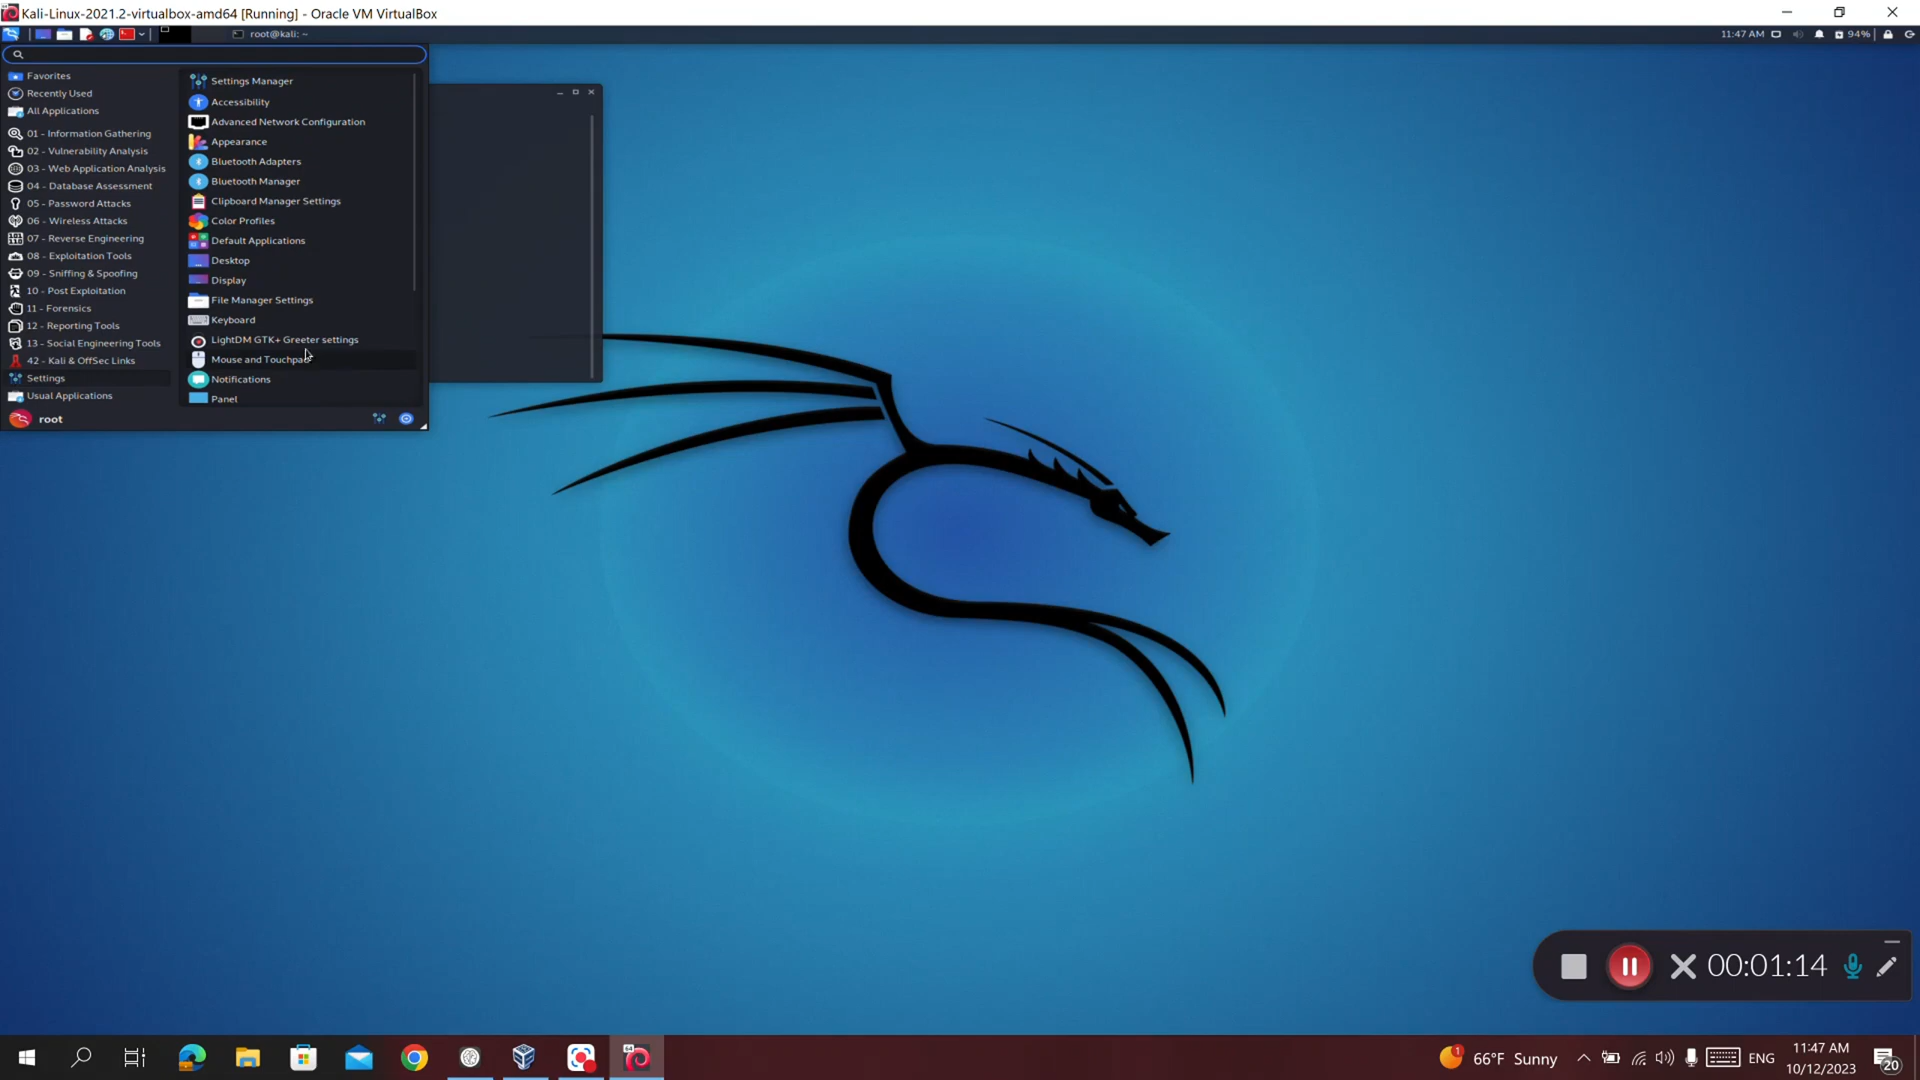 Kali-Linux-2021.2-virtualbox-amd64 [Running] - Oracle VM VirtualBox
root@kali: ~
11:47 AM
94%
Favorites
Recently Used
All Applications
01 - Information Gathering
02 - Vulnerability Analysis
03 - Web Application Analysis
04 - Database Assessment
05 - Password Attacks
06 - Wireless Attacks
07 - Reverse Engineering
08 - Exploitation Tools
09 - Sniffing & Spoofing
10 - Post Exploitation
11 - Forensics
12 - Reporting Tools
13 - Social Engineering Tools
42 - Kali & OffSec Links
Settings
Usual Applications
root
Settings Manager
Accessibility
Advanced Network Configuration
Appearance
Bluetooth Adapters
Bluetooth Manager
Clipboard Manager Settings
Color Profiles
Default Applications
Desktop
Display
File Manager Settings
Keyboard
LightDM GTK+ Greeter settings
Mouse and Touchpad
Notifications
Panel
00:01:14
1
66°F Sunny
ENG
11:47 AM
10/12/2023
20